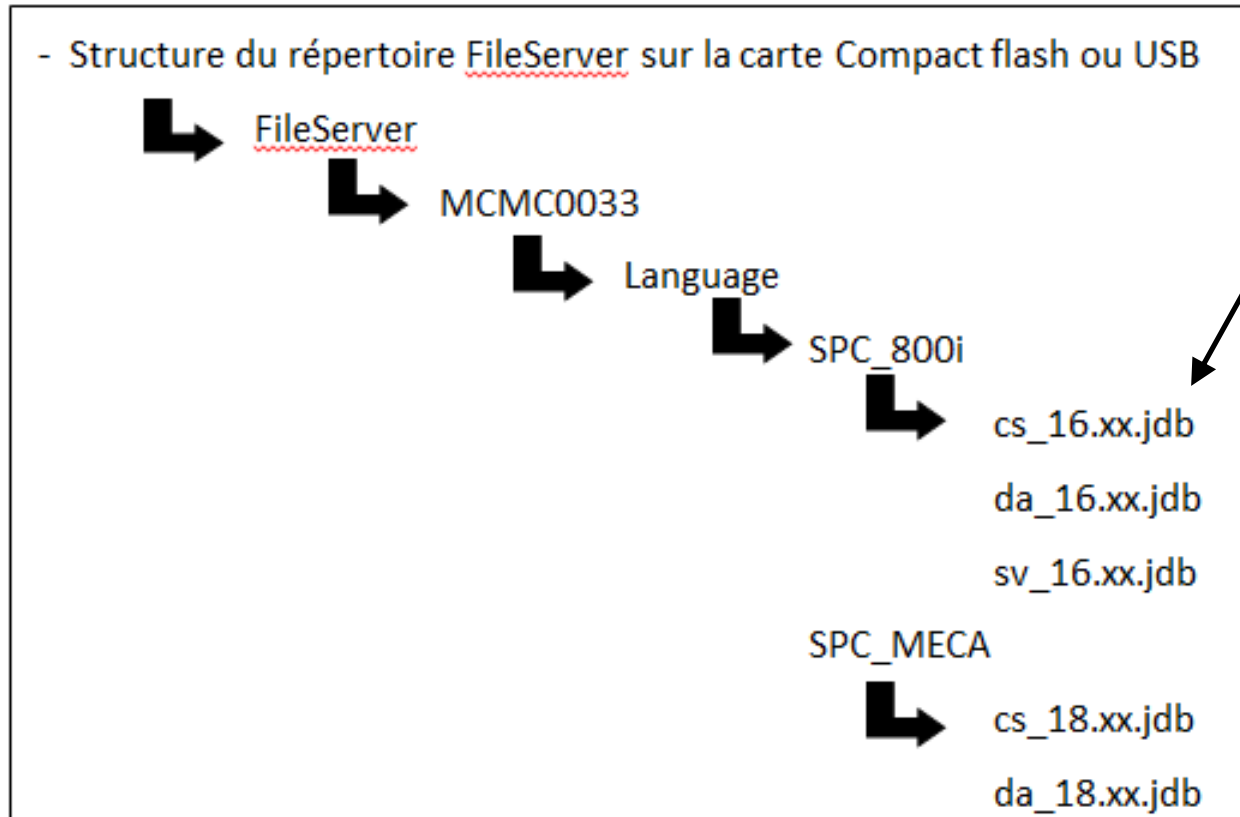 - Structure du répertoire FileServer sur la carte Compact flash ou USB
FileServer
MCMC0033
Language
SPC_800i
cs_16.xx.jdb
da_16.xx.jdb
sv_16.xx.jdb
SPC_MECA
cs_18.xx.jdb
da_18.xx.jdb